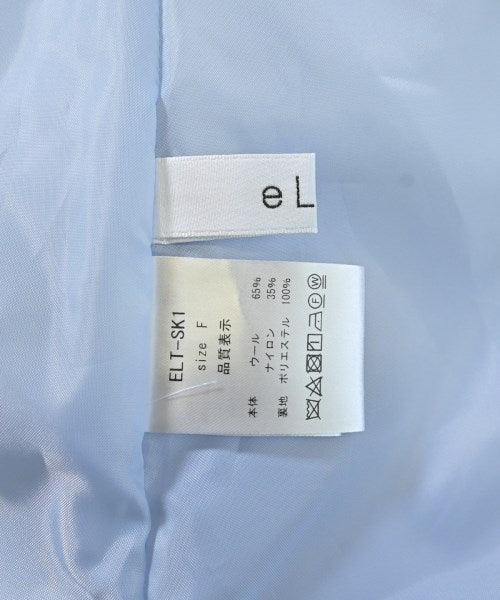 eL
ELT-SK1
size F
品質表示
本体 ウール 65%
ナイロン 35%
裏地 ポリエステル 100%
F W